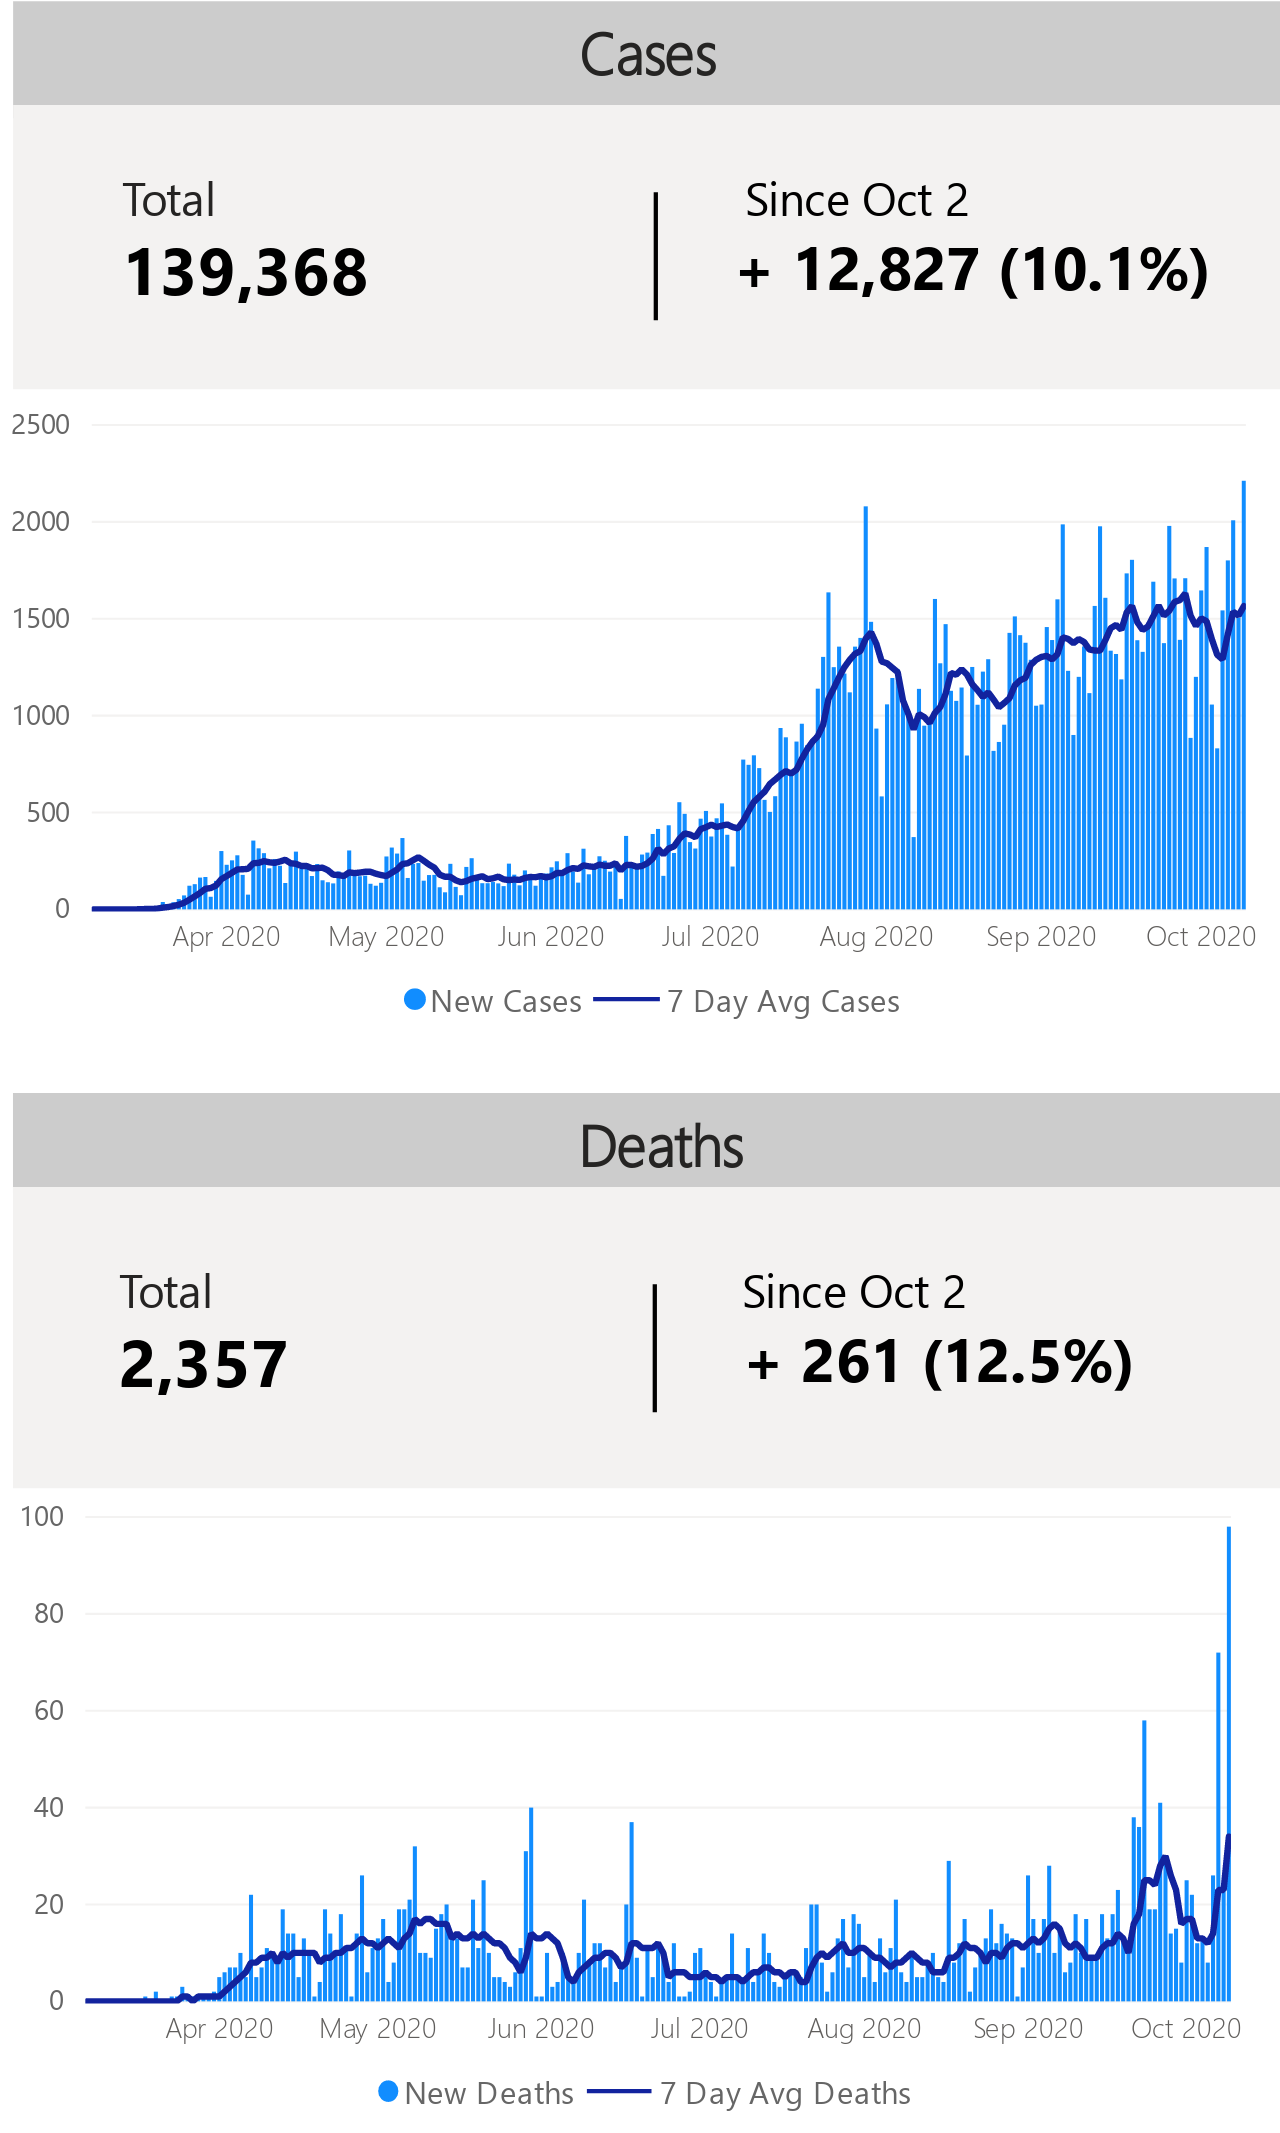 Cases
Total
Since Oct 2
139,368
+ 12,827 (10.1%)
2500
2000
1500
1000
500
0
Apr 2020 May 2020 Jun 2020 Jul 2020 Aug 2020 Sep 2020 Oct 2020
New Cases 7 Day Avg Cases
Deaths
Total
Since Oct 2
2,357
+ 261 (12.5%)
100
80
60
40
20
0
Apr 2020 May 2020 Jun 2020 Jul 2020 Aug 2020 Sep 2020 Oct 2020
New Deaths 7 Day Avg Deaths